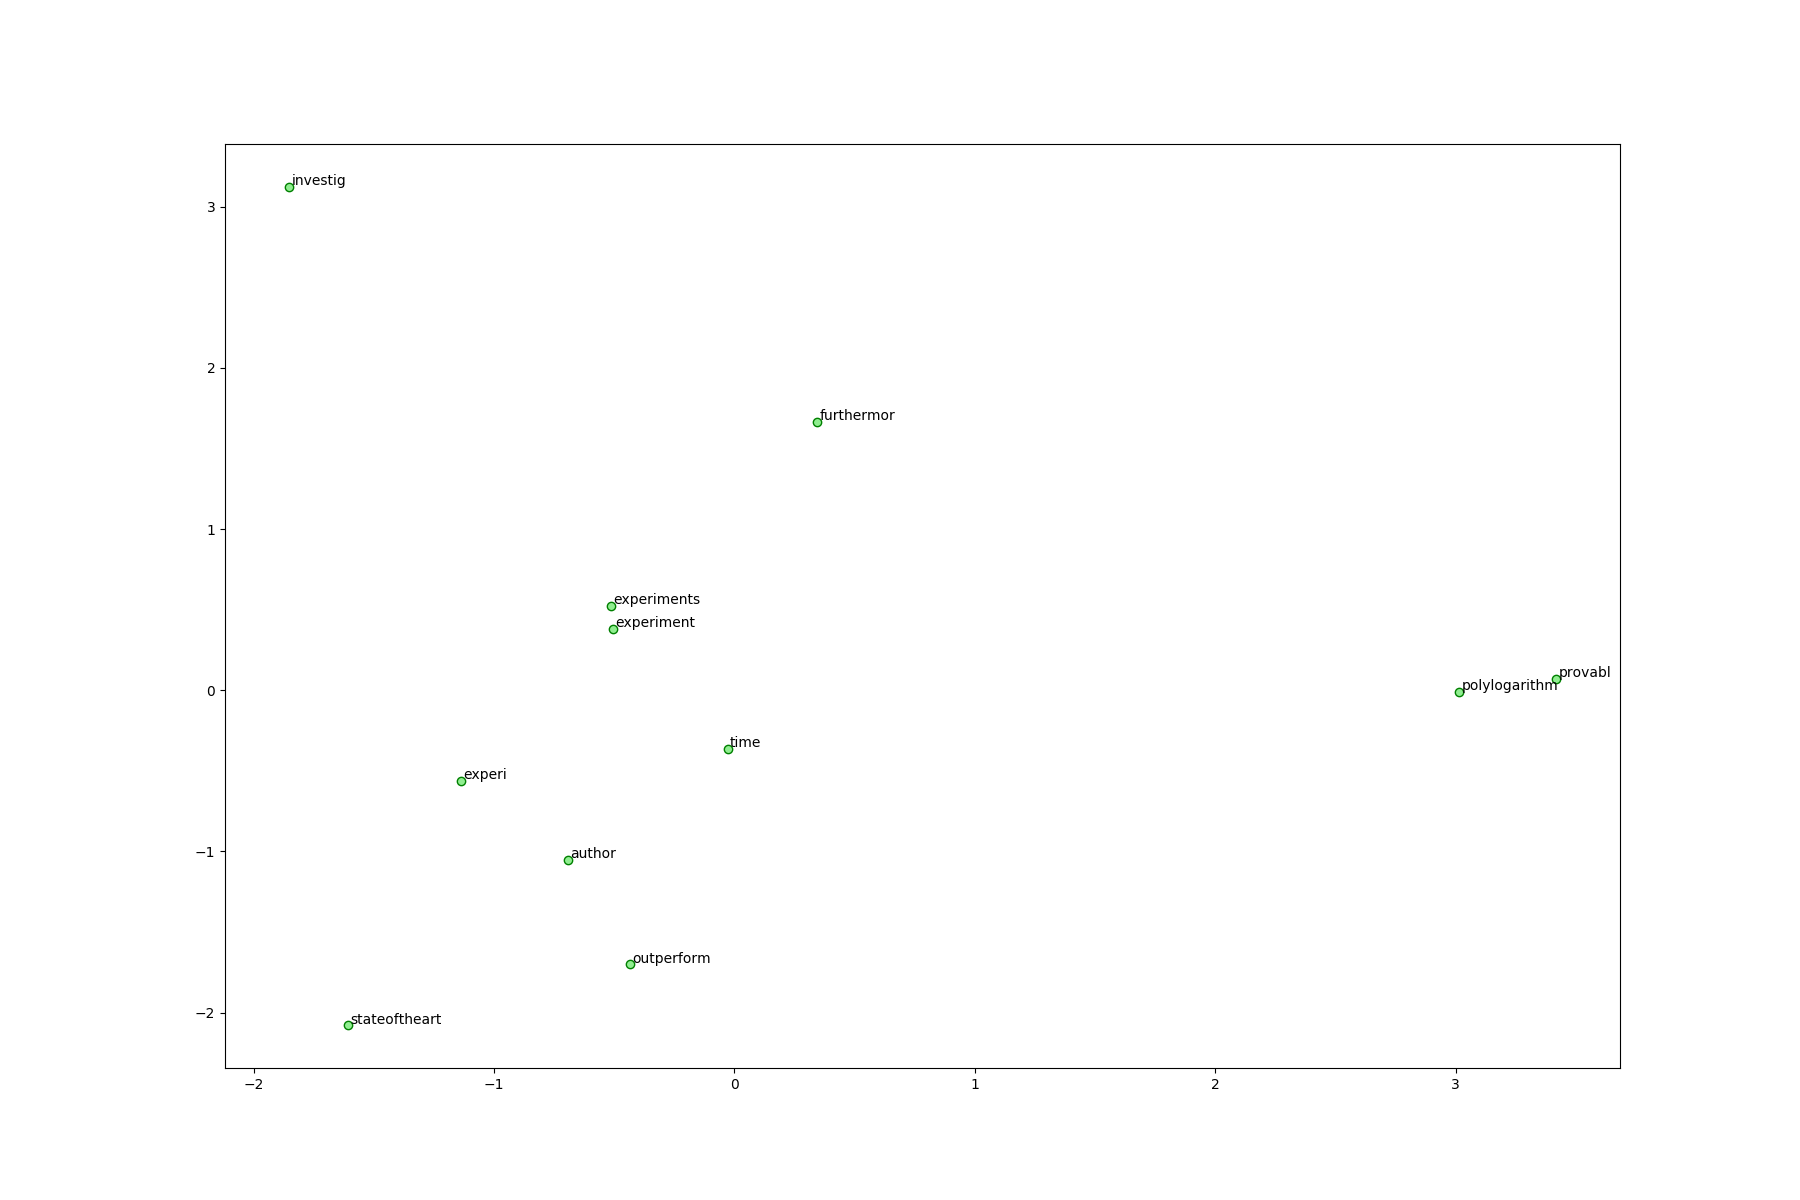 investig
3
2
furthermor
1
experiments
experiment
provabl
polylogarithm
0
time
experi
−1
author
outperform
−2
stateoftheart
−2
−1
0
1
2
3